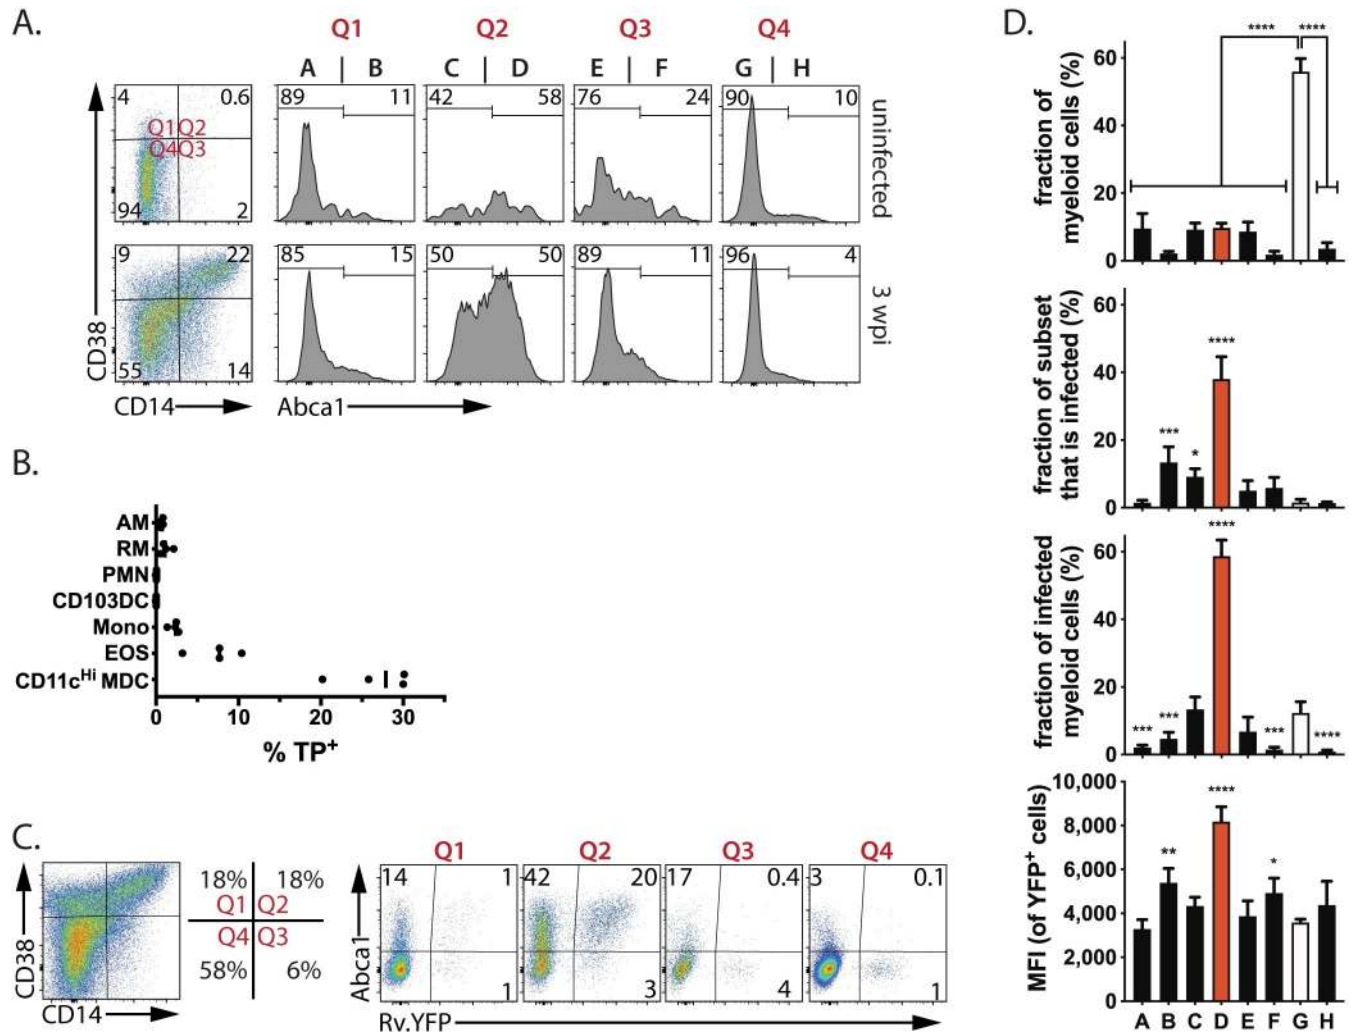 A.
Q1 Q2 Q3 Q4
A | B C | D E | F G | H
4 0.6 89 11 42 58 76 24 90 10
Q1 Q2
Q4 Q3
94 2
uninfected
9 22 85 15 50 50 89 11 96 4
55 14
3 wpi
CD38
CD14 Abca1
B.
AM
RM
PMN
CD103DC
Mono
EOS
CD11cHi MDC
0 10 20 30
% TP+
C.
Q1 Q2 Q3 Q4
18% 18%
Q1 Q2
Q4 Q3
58% 6%
14 1 42 20 17 0.4 3 0.1
1 3 4 1
CD38
CD14
Abca1
Rv.YFP
D.
**** ****
fraction of
myeloid cells (%)
60
40
20
0
fraction of subset
that is infected (%)
60
40
20
0
*** * ****
fraction of infected
myeloid cells (%)
60
40
20
0
*** *** **** *** ****
MFI (of YFP+ cells)
10,000
8,000
6,000
4,000
2,000
0
** **** *
A B C D E F G H